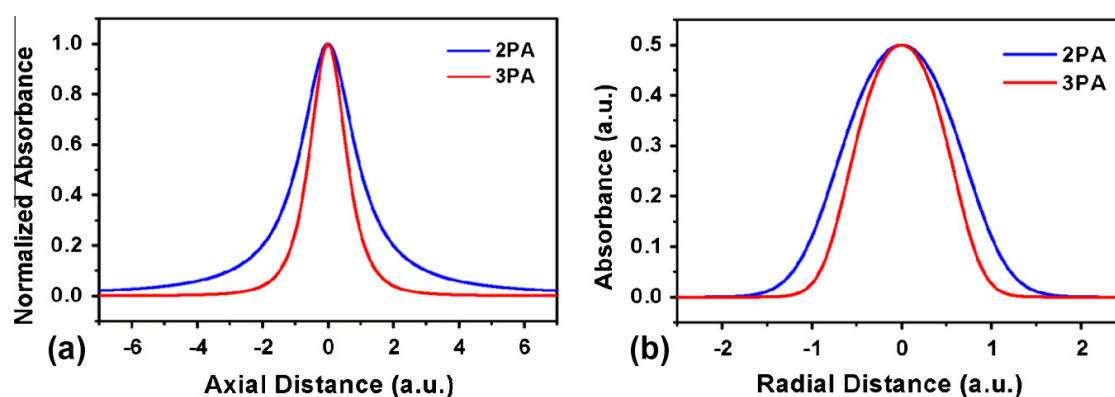 Normalized Absorbance
1.0
0.8
0.6
0.4
0.2
0.0
2PA
3PA
-6 -4 -2 0 2 4 6
(a)
Axial Distance (a.u.)
Absorbance (a.u.)
0.5
0.4
0.3
0.2
0.1
0.0
2PA
3PA
-2 -1 0 1 2
(b)
Radial Distance (a.u.)